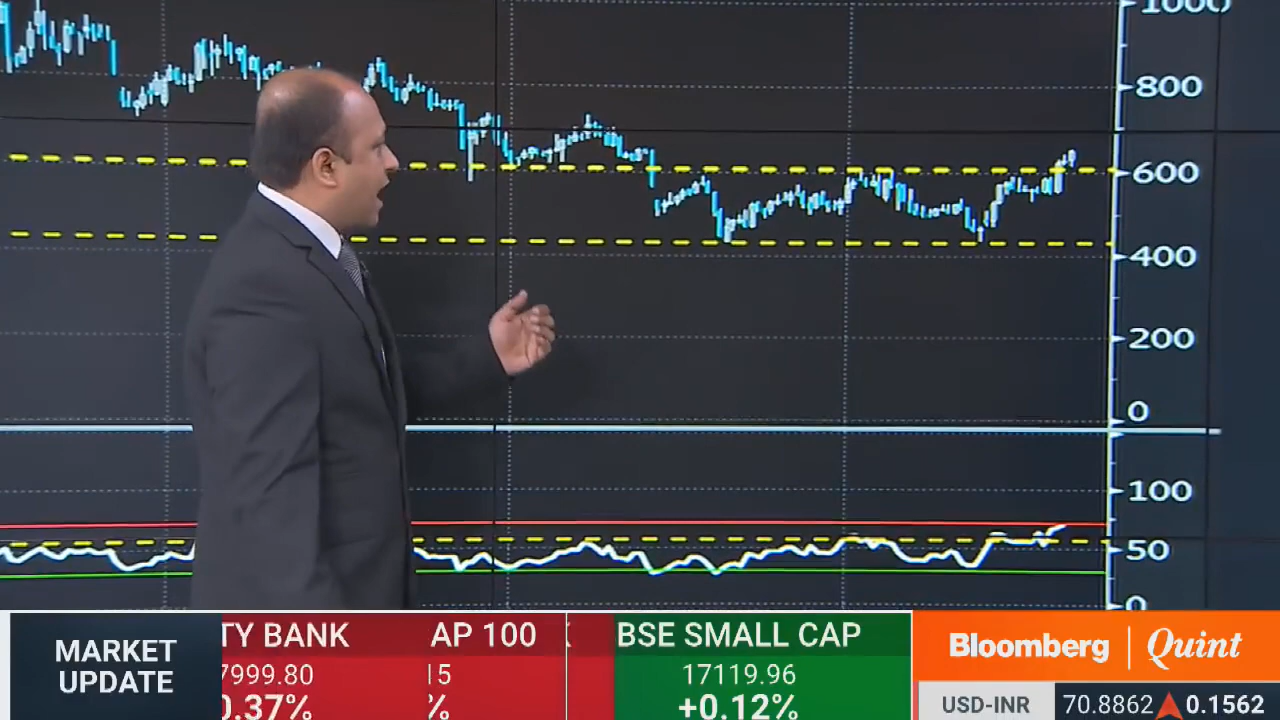 1000
800
600
400
200
0
100
50
0
MARKET
UPDATE
TY BANK
7999.80
0.37%
AP 100
15
%
BSE SMALL CAP
17119.96
+0.12%
Bloomberg | Quint
USD-INR 70.8862 0.1562